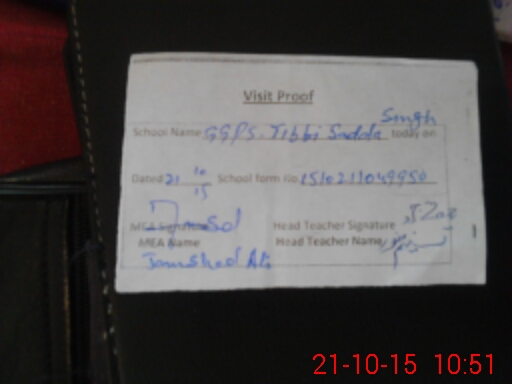 Visit Proof
Singh
School Name GGPS. Tibbi Sadda today on
Dated 21 10 15 School form No 1510211049950
MEA Signature Head Teacher Signature
MEA Name Head Teacher Name
Jamshed Ali
21-10-15 10:51